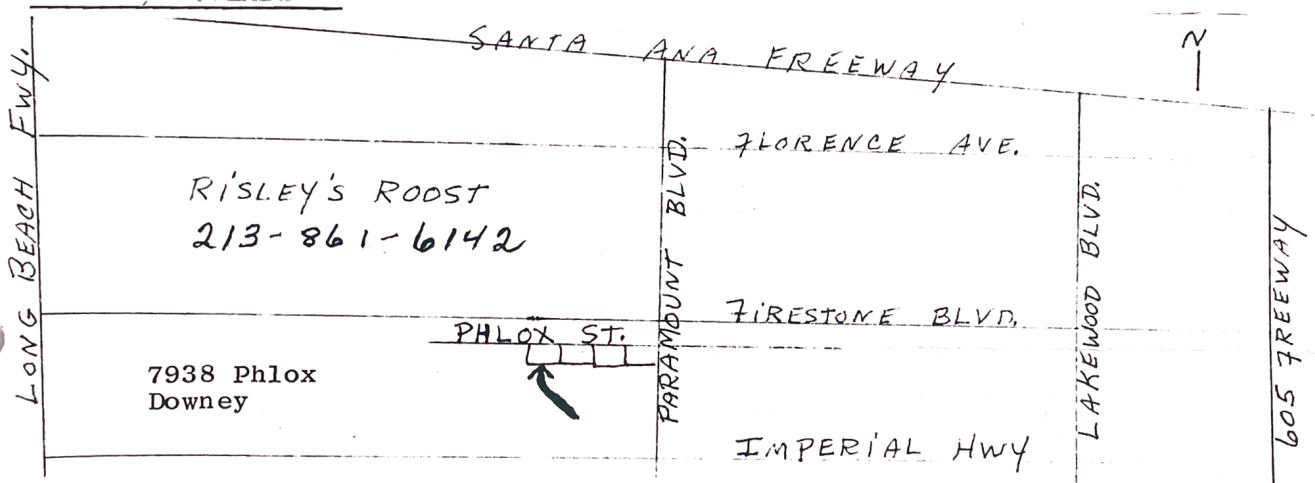 SANTA ANA FREEWAY
N
LONG BEACH FWY.
FLORENCE AVE.
RiSLEY'S ROOST
213-861-6142
PARAMOUNT BLVD.
LAKEWOOD BLVD.
605 FREEWAY
FiRESTONE BLVD.
PHLOX ST.
7938 Phlox
Downey
IMPERiAL HWY